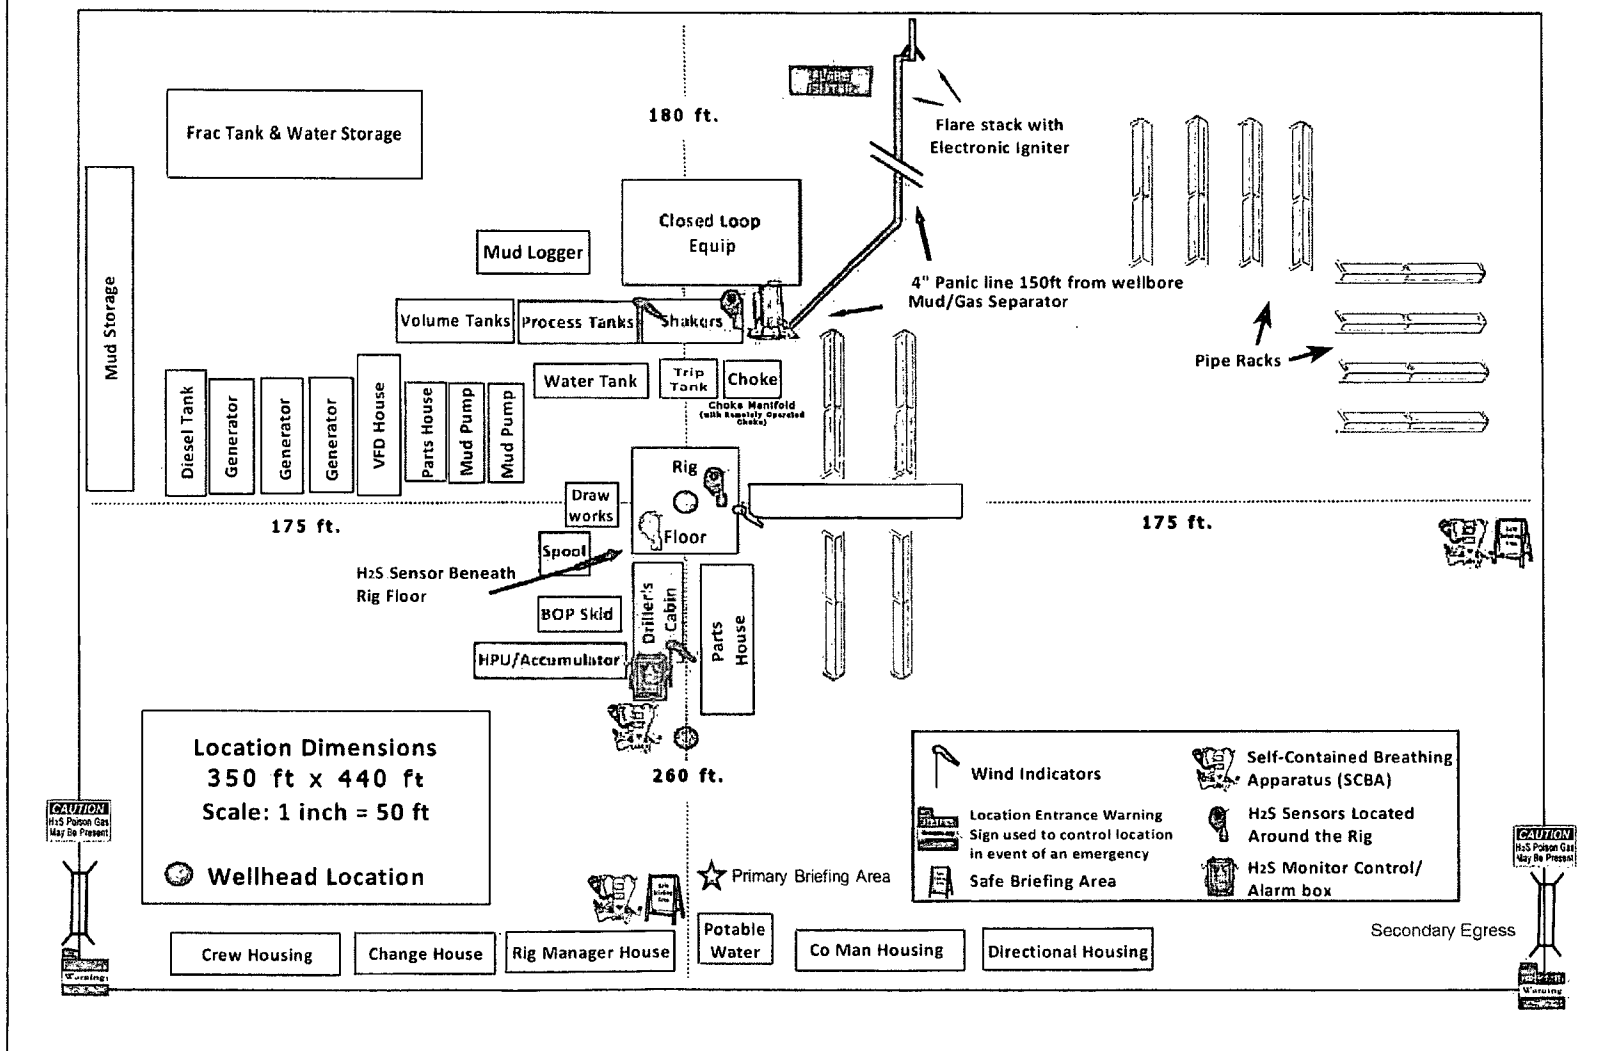 180 ft.
Frac Tank & Water Storage
Flare stack with
Electronic Igniter
Closed Loop
Equip
Mud Logger
4" Panic line 150ft from wellbore
Mud/Gas Separator
Mud Storage
Volume Tanks
Process Tanks
Shakers
Pipe Racks
Water Tank
Trip
Tank
Choke
Choke Manifold
(with Remotely Operated
Choke)
Diesel Tank
Generator
Generator
Generator
VFD House
Parts House
Mud Pump
Mud Pump
Rig
Floor
Draw
works
175 ft.
175 ft.
Spool
H2S Sensor Beneath
Rig Floor
BOP Skid
Driller's
Cabin
Parts
House
HPU/Accumulator
Location Dimensions
350 ft x 440 ft
Scale: 1 inch = 50 ft
Wellhead Location
260 ft.
Wind Indicators
Location Entrance Warning
Sign used to control location
in event of an emergency
Safe Briefing Area
Self-Contained Breathing
Apparatus (SCBA)
H2S Sensors Located
Around the Rig
H2S Monitor Control/
Alarm box
CAUTION
H2S Poison Gas
May Be Present
CAUTION
H2S Poison Gas
May Be Present
Primary Briefing Area
Secondary Egress
Crew Housing
Change House
Rig Manager House
Potable
Water
Co Man Housing
Directional Housing
Warning
Warning